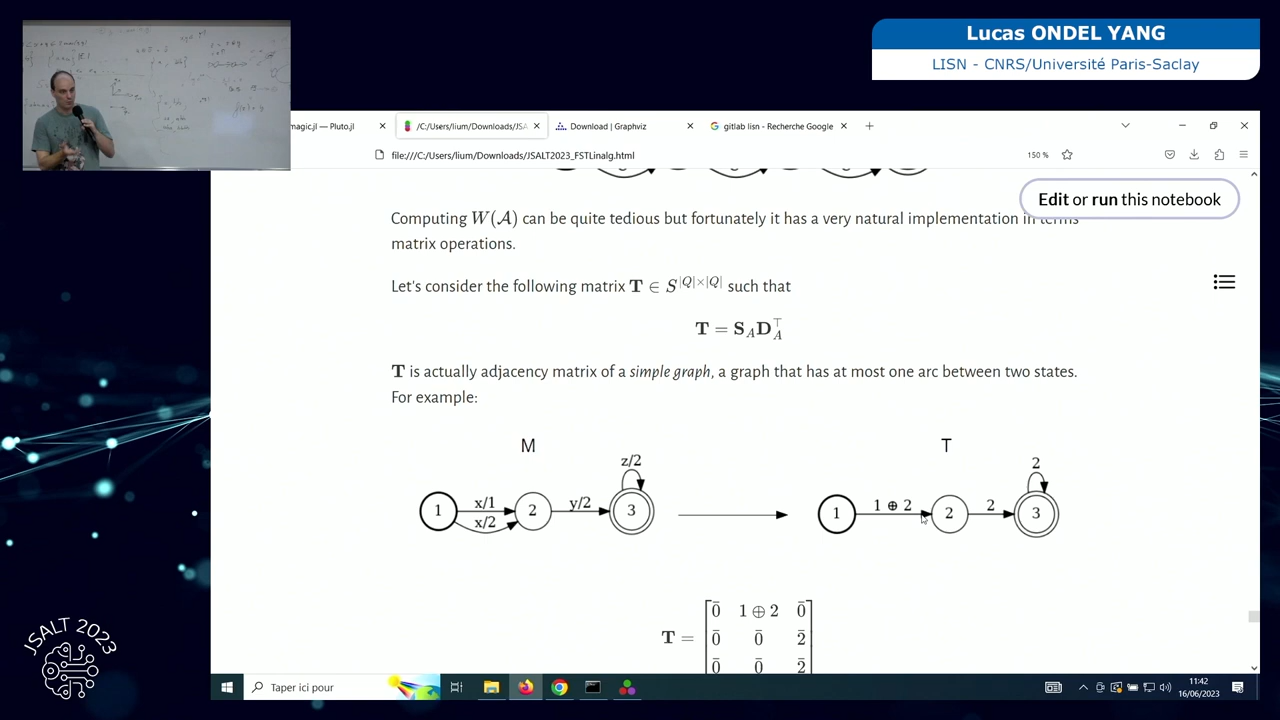 Lucas ONDEL YANG
LISN - CNRS/Université Paris-Saclay
magic.jl — Pluto.jl
/C:/Users/lium/Downloads/JSA
Download | Graphviz
gitlab lisn - Recherche Google
file:///C:/Users/lium/Downloads/JSALT2023_FSTLinalg.html
150 %
Edit or run this notebook
Computing W(𝒜) can be quite tedious but fortunately it has a very natural implementation in terms
matrix operations.
Let's consider the following matrix T ∈ S^{|Q|×|Q|} such that
T = S_A D_A^⊤
T is actually adjacency matrix of a simple graph, a graph that has at most one arc between two states.
For example:
M
T
z/2
2
1 x/1 2 y/2 3
x/2
1 1 ⊕ 2 2 2 3
0̄ 1 ⊕ 2 0̄
T = 0̄ 0̄ 2̄
0̄ 0̄ 2̄
JSALT 2023
Taper ici pour
11:42
16/06/2023